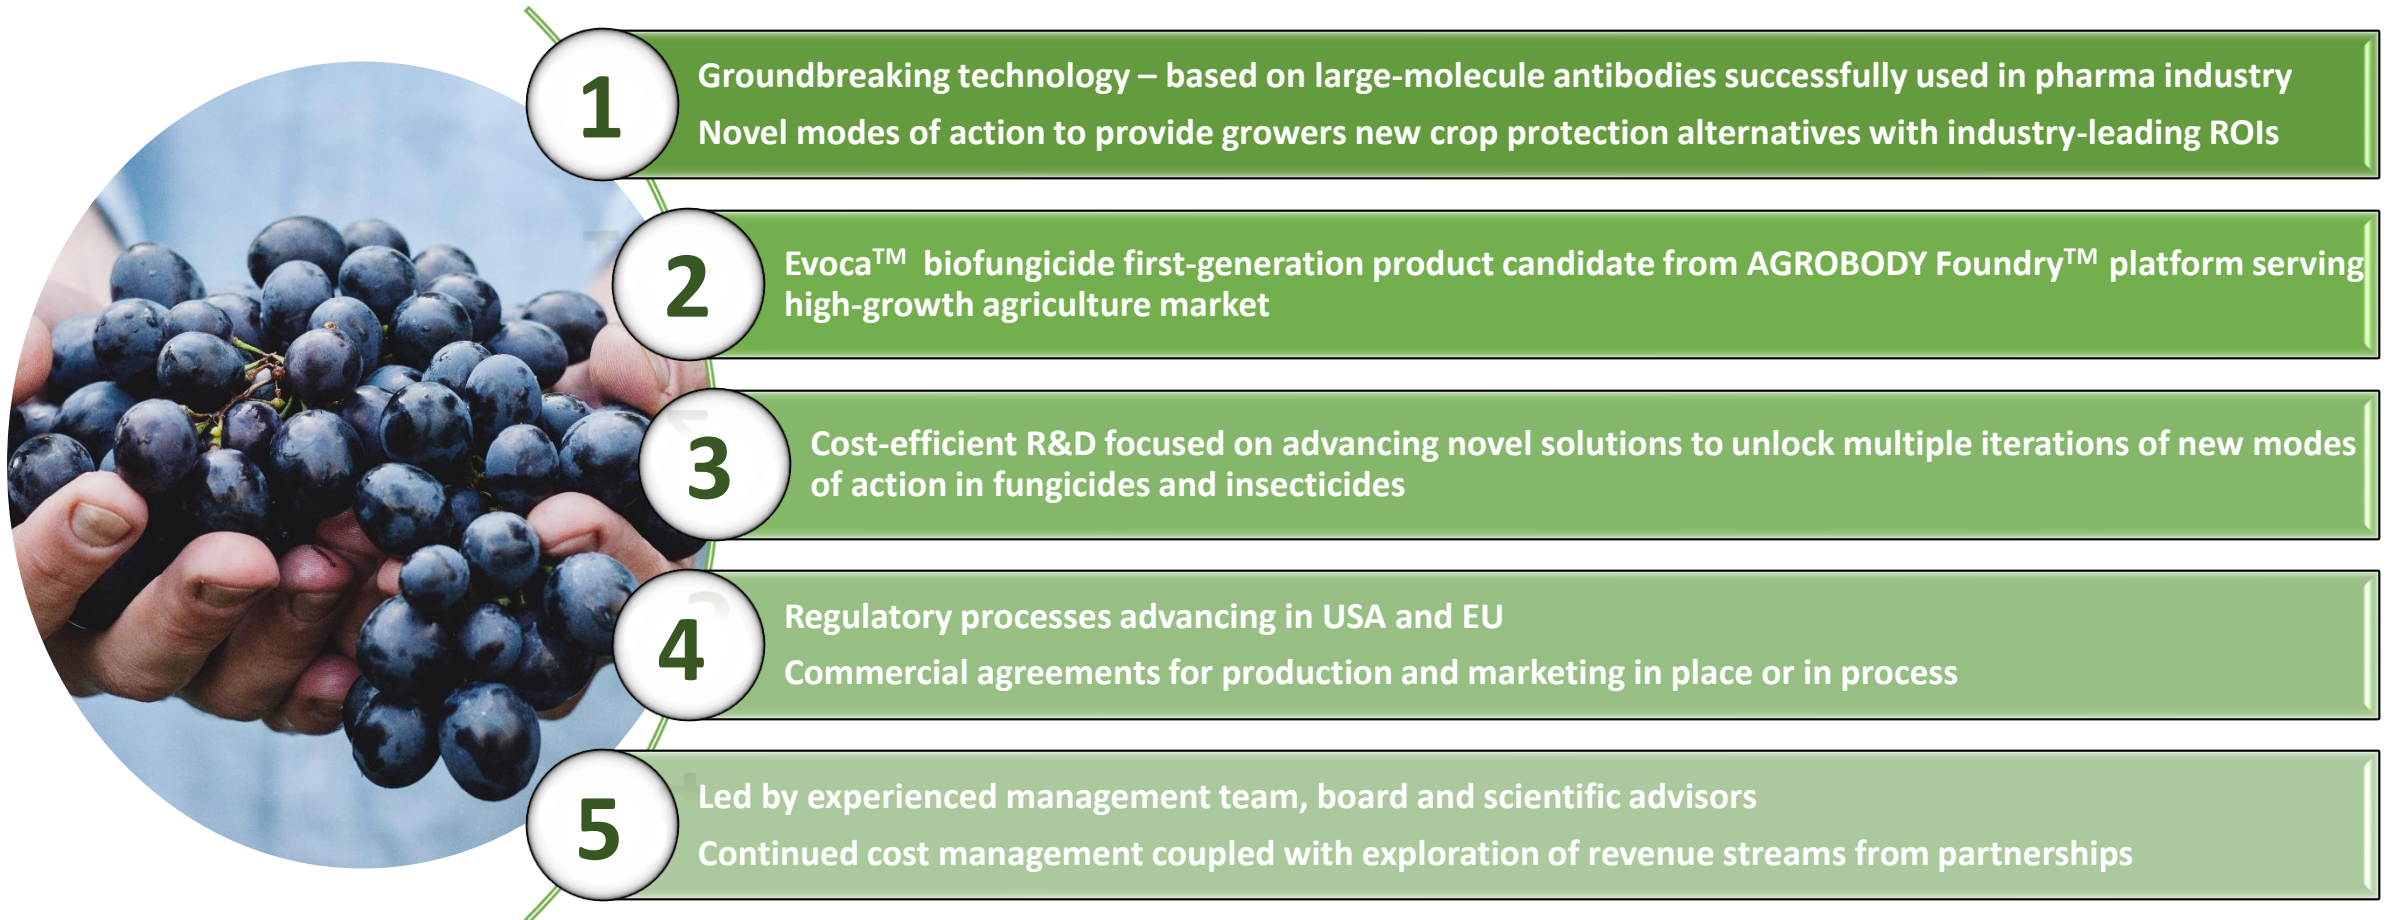 1
Groundbreaking technology – based on large-molecule antibodies successfully used in pharma industry
Novel modes of action to provide growers new crop protection alternatives with industry-leading ROIs
2
Evoca™ biofungicide first-generation product candidate from AGROBODY Foundry™ platform serving
high-growth agriculture market
3
Cost-efficient R&D focused on advancing novel solutions to unlock multiple iterations of new modes
of action in fungicides and insecticides
4
Regulatory processes advancing in USA and EU
Commercial agreements for production and marketing in place or in process
5
Led by experienced management team, board and scientific advisors
Continued cost management coupled with exploration of revenue streams from partnerships